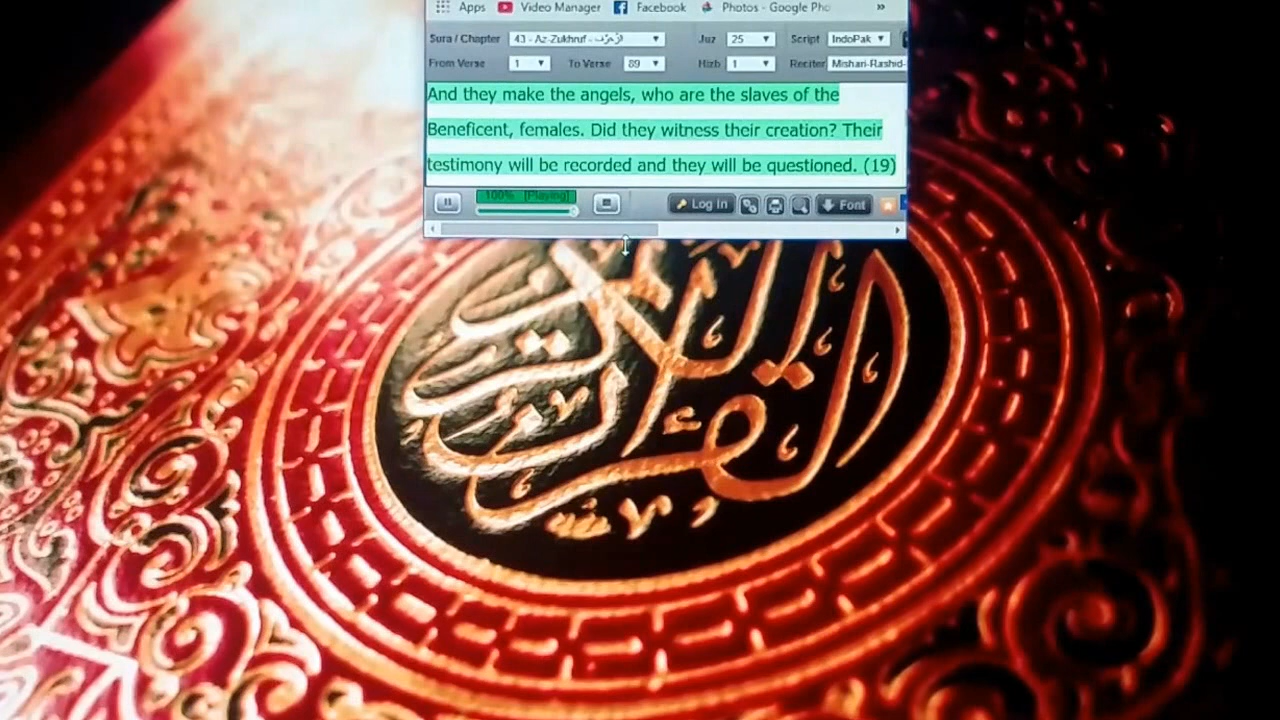 Apps Video Manager Facebook Photos - Google Pho »
Sura / Chapter 43 - Az-Zukhruf - الزخرف Juz 25 Script IndoPak
From Verse 1 To Verse 89 Hizb 1 Reciter Mishari-Rashid-
And they make the angels, who are the slaves of the
Beneficent, females. Did they witness their creation? Their
testimony will be recorded and they will be questioned. (19)
100% [Playing] Log In Font
القرآن الكريم